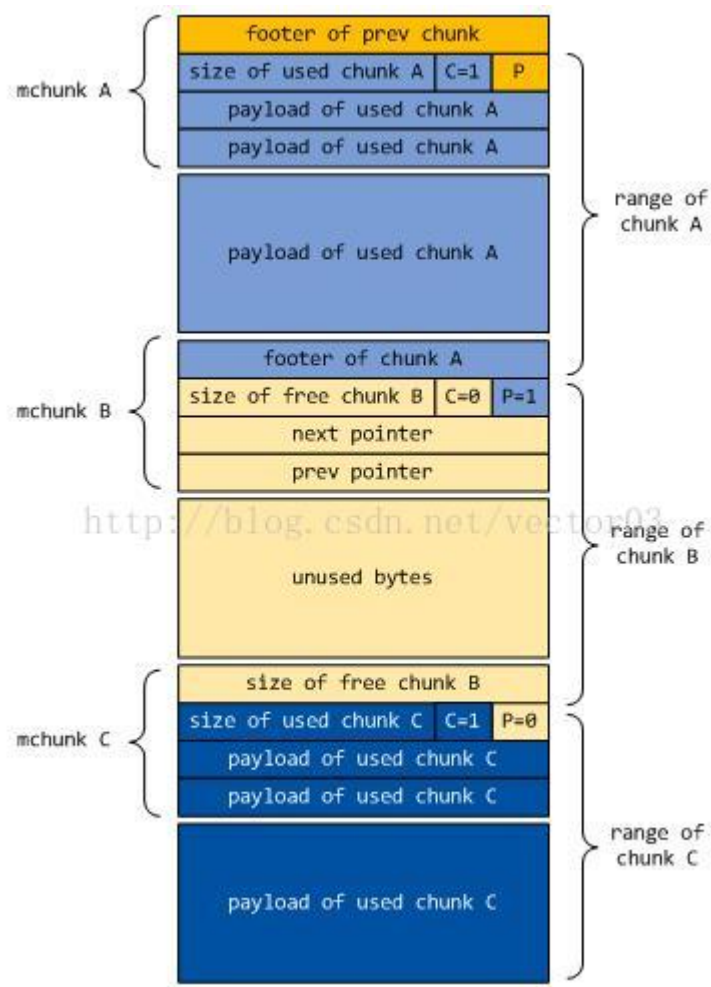 footer of prev chunk
mchunk A
size of used chunk A C=1 P
payload of used chunk A
payload of used chunk A
range of
chunk A
payload of used chunk A
footer of chunk A
mchunk B
size of free chunk B C=0 P=1
next pointer
prev pointer
http://blog.csdn.net/vector03
range of
chunk B
unused bytes
size of free chunk B
mchunk C
size of used chunk C C=1 P=0
payload of used chunk C
payload of used chunk C
range of
chunk C
payload of used chunk C